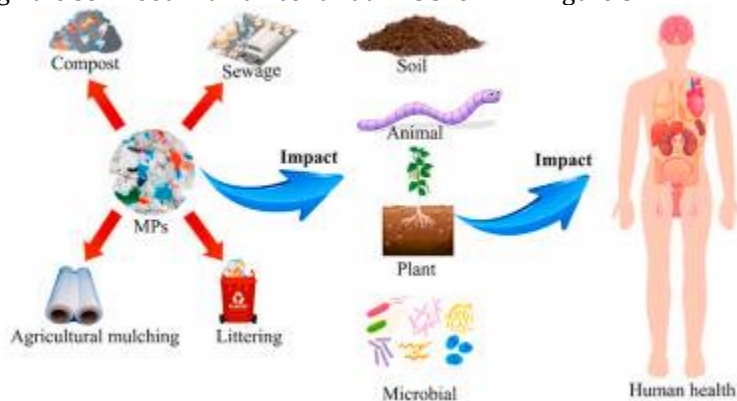 Compost
Sewage
Soil
Animal
Impact
Impact
MPs
Plant
Agricultural mulching
Littering
Microbial
Human health